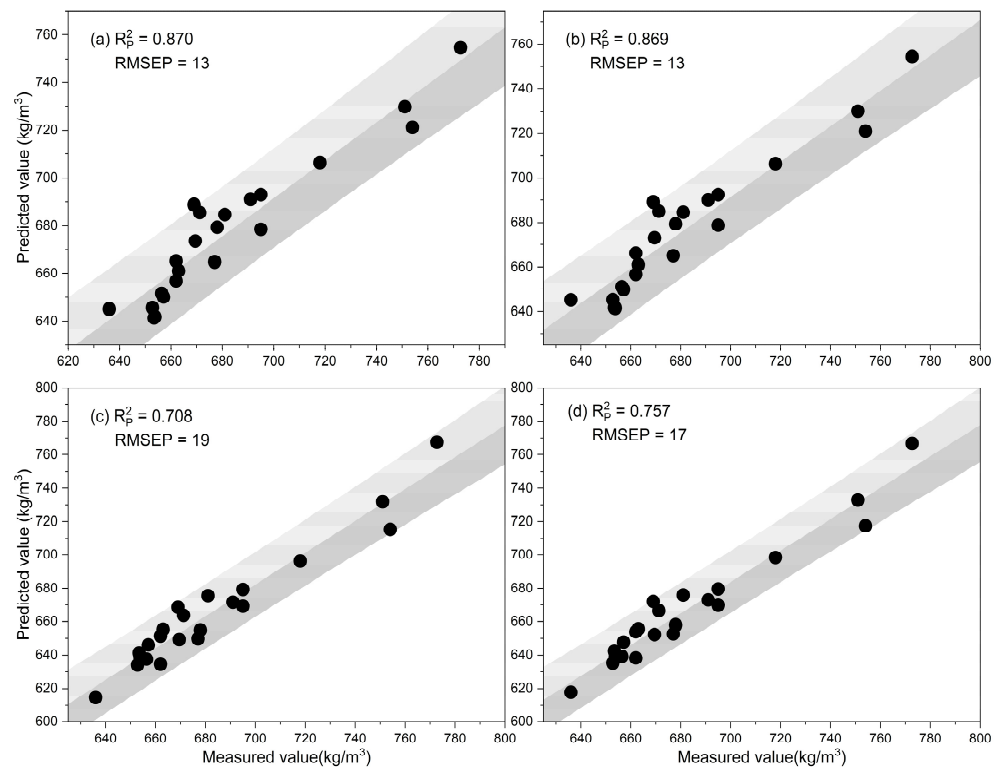 (a) R²P = 0.870
RMSEP = 13
760
740
720
700
680
660
640
620 640 660 680 700 720 740 760 780
Predicted value (kg/m³)
(b) R²P = 0.869
RMSEP = 13
760
740
720
700
680
660
640
640 660 680 700 720 740 760 780 800
(c) R²P = 0.708
RMSEP = 19
800
780
760
740
720
700
680
660
640
620
600
640 660 680 700 720 740 760 780 800
Predicted value (kg/m³)
Measured value(kg/m³)
(d) R²P = 0.757
RMSEP = 17
800
780
760
740
720
700
680
660
640
620
600
640 660 680 700 720 740 760 780 800
Measured value(kg/m³)